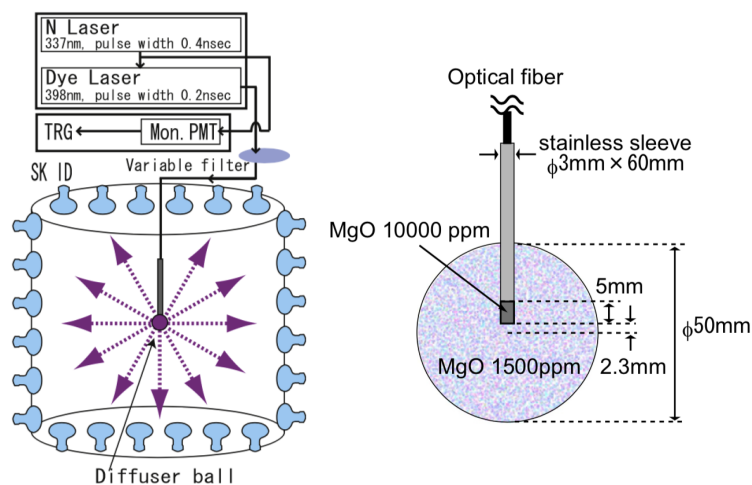 N Laser
337nm, pulse width 0.4nsec
Dye Laser
398nm, pulse width 0.2nsec
TRG
Mon. PMT
Variable filter
SK ID
Diffuser ball
Optical fiber
stainless sleeve
ϕ3mm×60mm
MgO 10000 ppm
5mm
ϕ50mm
MgO 1500ppm
2.3mm